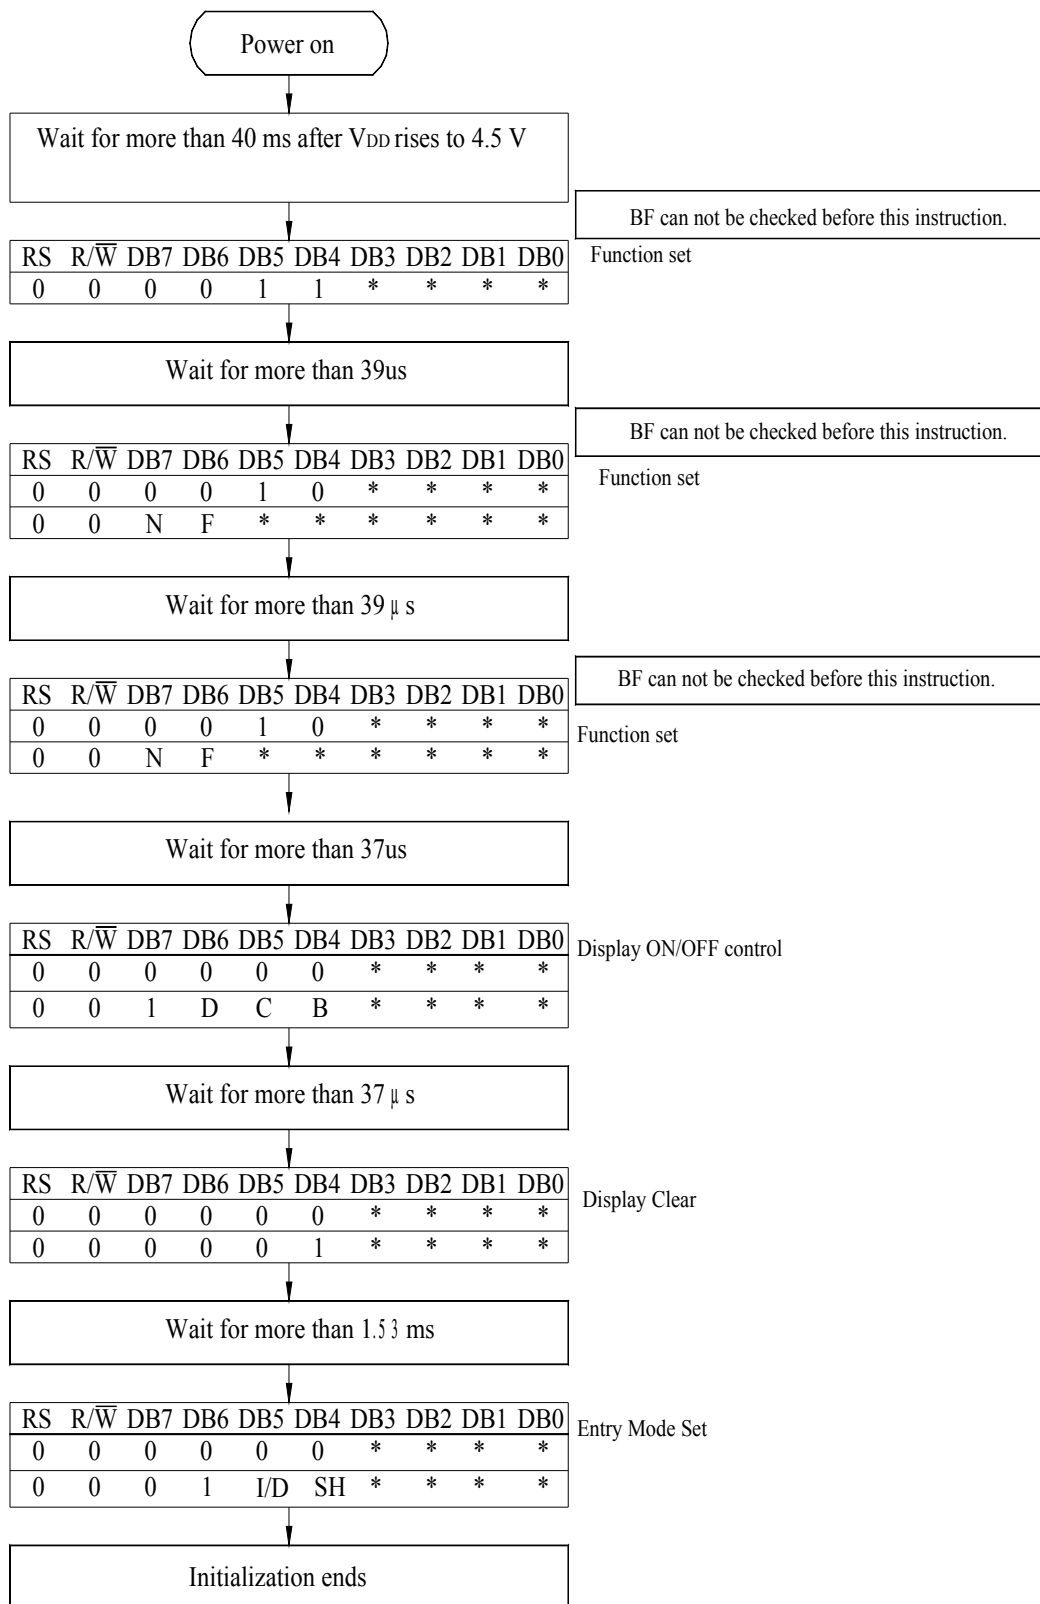 Power on
Wait for more than 40 ms after VDD rises to 4.5 V
BF can not be checked before this instruction.
RS R/W̅ DB7 DB6 DB5 DB4 DB3 DB2 DB1 DB0
Function set
0 0 0 0 1 1 * * * *
Wait for more than 39us
BF can not be checked before this instruction.
RS R/W̅ DB7 DB6 DB5 DB4 DB3 DB2 DB1 DB0
Function set
0 0 0 0 1 0 * * * *
0 0 N F * * * * * *
Wait for more than 39 μ s
BF can not be checked before this instruction.
RS R/W̅ DB7 DB6 DB5 DB4 DB3 DB2 DB1 DB0
0 0 0 0 1 0 * * * *
Function set
0 0 N F * * * * * *
Wait for more than 37us
RS R/W̅ DB7 DB6 DB5 DB4 DB3 DB2 DB1 DB0
Display ON/OFF control
0 0 0 0 0 0 * * * *
0 0 1 D C B * * * *
Wait for more than 37 μ s
RS R/W̅ DB7 DB6 DB5 DB4 DB3 DB2 DB1 DB0
Display Clear
0 0 0 0 0 0 * * * *
0 0 0 0 0 1 * * * *
Wait for more than 1.53 ms
RS R/W̅ DB7 DB6 DB5 DB4 DB3 DB2 DB1 DB0
Entry Mode Set
0 0 0 0 0 0 * * * *
0 0 0 1 I/D SH * * * *
Initialization ends